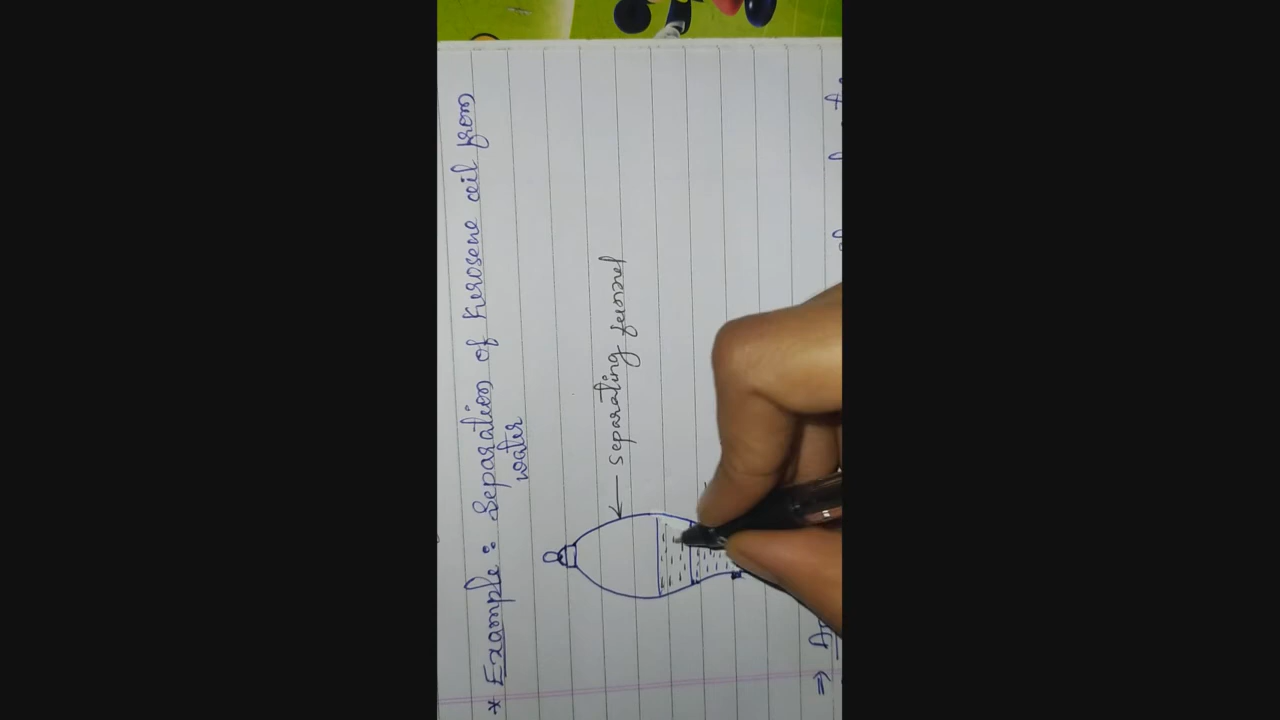 * Example: Separation of Kerosene oil from
water
separating funnel